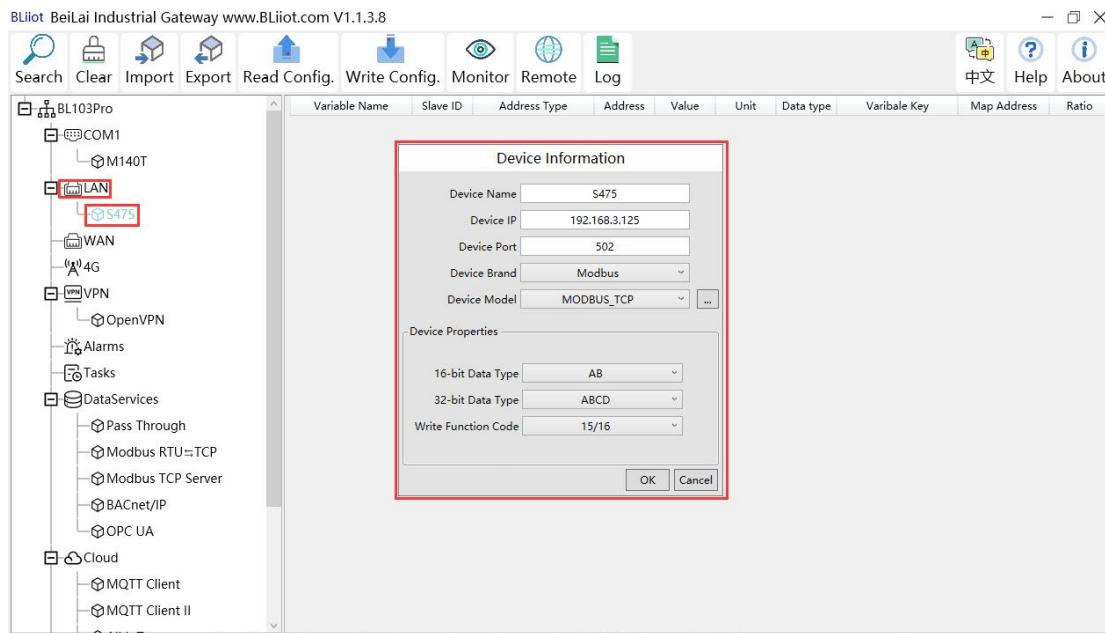 BLiiot BeiLai Industrial Gateway www.BLiiot.com V1.1.3.8
Search Clear Import Export Read Config. Write Config. Monitor Remote Log 中文 Help About
BL103Pro
COM1
M140T
LAN
S475
WAN
4G
VPN
OpenVPN
Alarms
Tasks
DataServices
Pass Through
Modbus RTU⇆TCP
Modbus TCP Server
BACnet/IP
OPC UA
Cloud
MQTT Client
MQTT Client II
Variable Name Slave ID Address Type Address Value Unit Data type Varibale Key Map Address Ratio
Device Information
Device Name S475
Device IP 192.168.3.125
Device Port 502
Device Brand Modbus
Device Model MODBUS_TCP ...
Device Properties
16-bit Data Type AB
32-bit Data Type ABCD
Write Function Code 15/16
OK Cancel